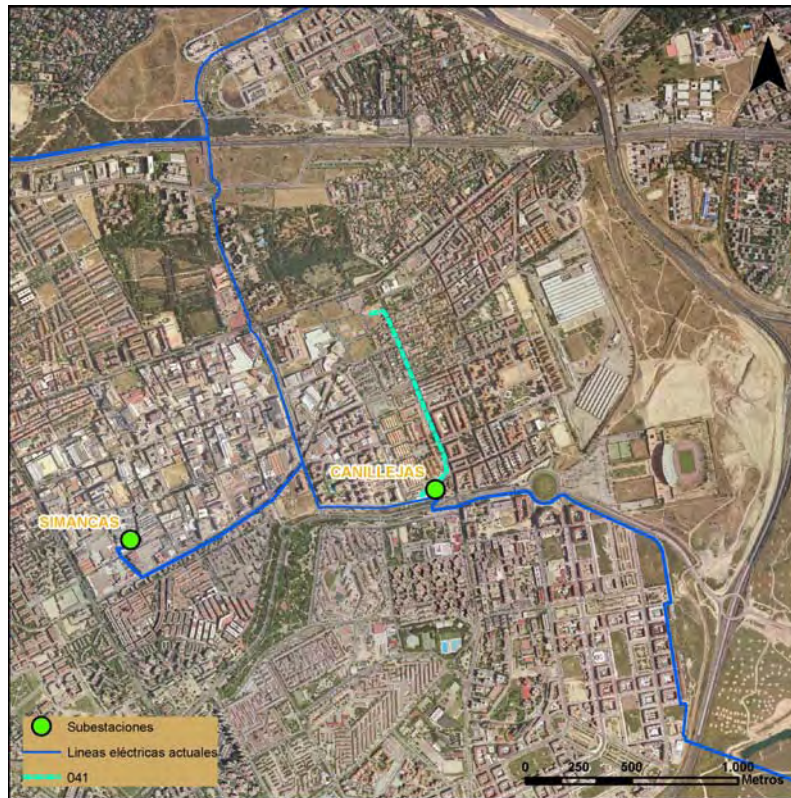 CANILLEJAS
SIMANCAS
Subestaciones
Lineas eléctricas actuales
041
0 250 500 1.000
Metros